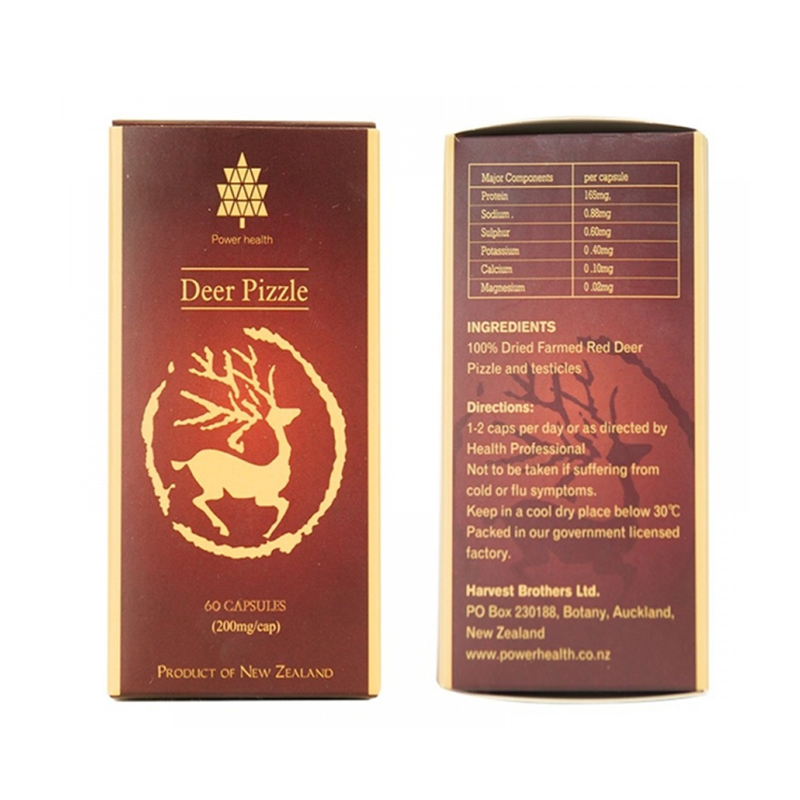 Power health
Deer Pizzle
60 CAPSULES
(200mg/cap)
PRODUCT OF NEW ZEALAND
Major Components per capsule
Protein 165mg,
Sodium . 0.88mg
Sulphur 0.60mg
Potassium 0 .40mg
Calcium 0 .10mg
Magnesium 0 .02mg
INGREDIENTS
100% Dried Farmed Red Deer
Pizzle and testicles
Directions:
1-2 caps per day or as directed by
Health Professional
Not to be taken if suffering from
cold or flu symptoms.
Keep in a cool dry place below 30℃
Packed in our government licensed
factory.
Harvest Brothers Ltd.
PO Box 230188, Botany, Auckland,
New Zealand
www.powerhealth.co.nz